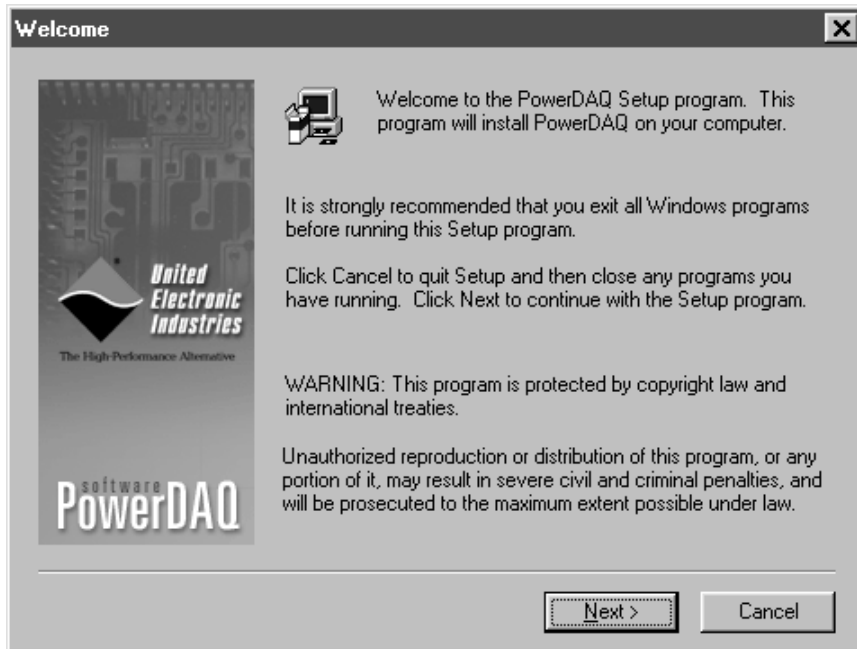 Welcome
Welcome to the PowerDAQ Setup program.  This
program will install PowerDAQ on your computer.
It is strongly recommended that you exit all Windows programs
before running this Setup program.
Click Cancel to quit Setup and then close any programs you
have running.  Click Next to continue with the Setup program.
United
Electronic
Industries
The High-Performance Alternative
WARNING: This program is protected by copyright law and
international treaties.
Unauthorized reproduction or distribution of this program, or any
portion of it, may result in severe civil and criminal penalties, and
will be prosecuted to the maximum extent possible under law.
software
PowerDAQ
Next >
Cancel